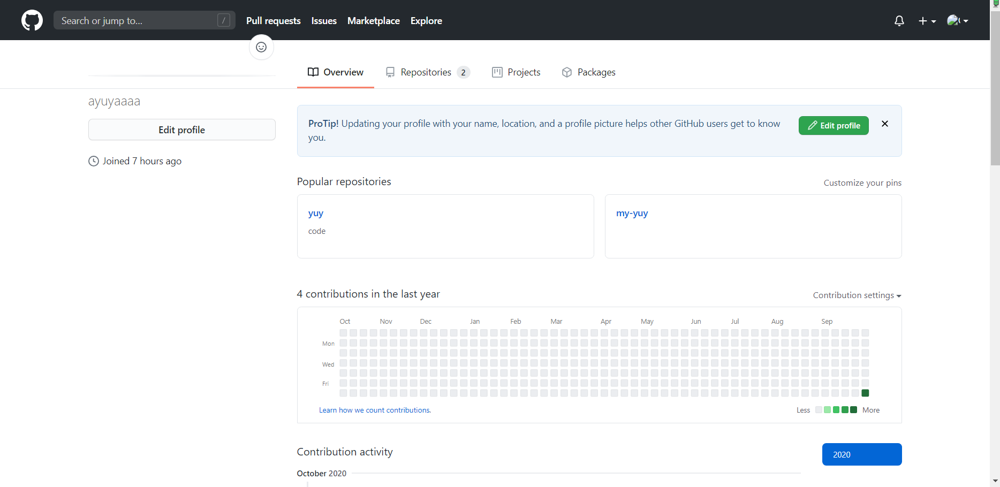 Search or jump to... /
Pull requests Issues Marketplace Explore
Overview Repositories 2 Projects Packages
ayuyaaaa
Edit profile
Joined 7 hours ago
ProTip! Updating your profile with your name, location, and a profile picture helps other GitHub users get to know
you.
Edit profile
Popular repositories
Customize your pins
yuy
code
my-yuy
4 contributions in the last year
Contribution settings
Oct Nov Dec Jan Feb Mar Apr May Jun Jul Aug Sep
Mon
Wed
Fri
Learn how we count contributions.
Less More
Contribution activity
2020
October 2020